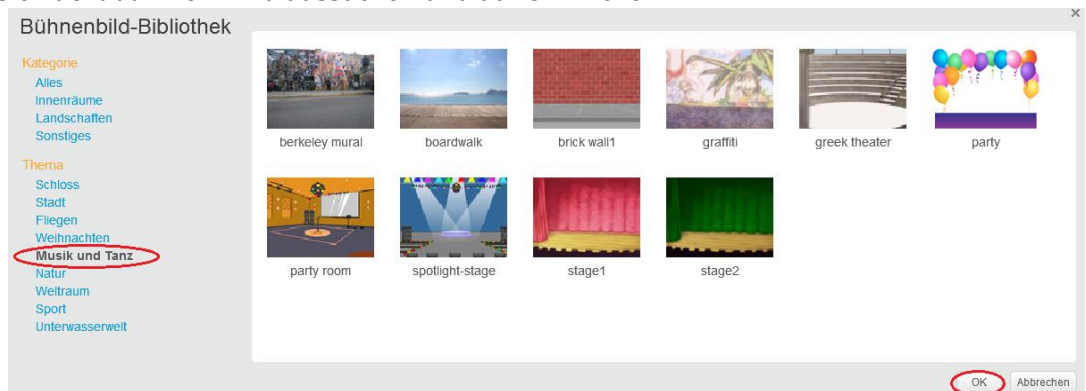 Bühnenbild-Bibliothek
×
Kategorie
Alles
Innenräume
Landschaften
Sonstiges
Thema
Schloss
Stadt
Fliegen
Weihnachten
Musik und Tanz
Natur
Weltraum
Sport
Unterwasserwelt
berkeley mural boardwalk brick wall1 graffiti greek theater party
party room spotlight-stage stage1 stage2
OK Abbrechen